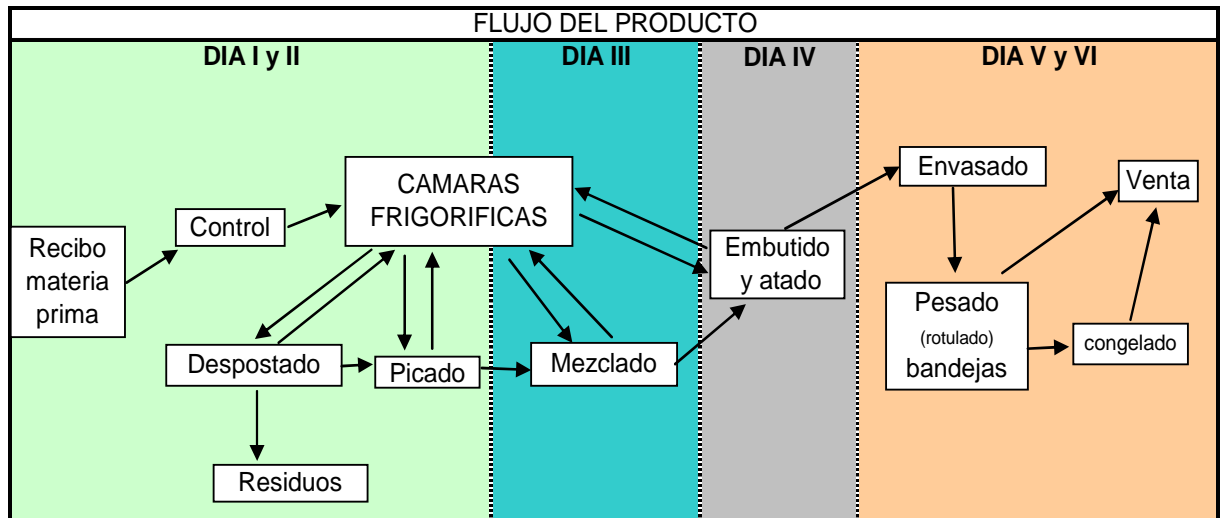 FLUJO DEL PRODUCTO
DIA I y II
DIA III
DIA IV
DIA V y VI
Recibo
materia
prima
Control
CAMARAS
FRIGORIFICAS
Despostado
Picado
Residuos
Mezclado
Embutido
y atado
Envasado
Pesado
(rotulado)
bandejas
congelado
Venta